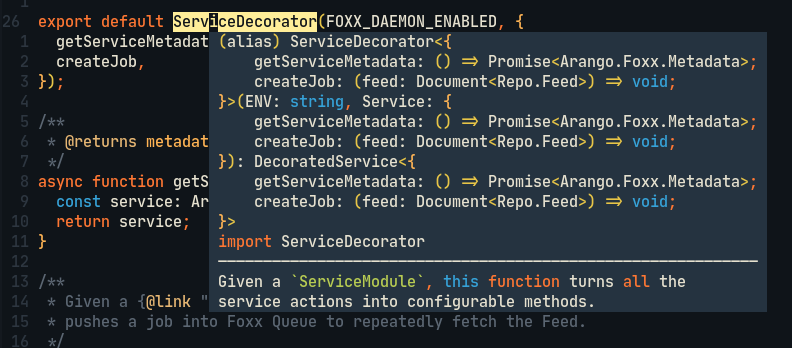 1
26 export default ServiceDecorator(FOXX_DAEMON_ENABLED, {
1 getServiceMetadat
2 createJob,
3 });
4
5 /**
6 * @returns metadat
7 */
8 async function getS
9 const service: Ar
10 return service;
11 }
12
13 /**
14 * Given a {@link "
15 * pushes a job into Foxx Queue to repeatedly fetch the Feed.
16 */
(alias) ServiceDecorator<{
getServiceMetadata: () => Promise<Arango.Foxx.Metadata>;
createJob: (feed: Document<Repo.Feed>) => void;
}>(ENV: string, Service: {
getServiceMetadata: () => Promise<Arango.Foxx.Metadata>;
createJob: (feed: Document<Repo.Feed>) => void;
}): DecoratedService<{
getServiceMetadata: () => Promise<Arango.Foxx.Metadata>;
createJob: (feed: Document<Repo.Feed>) => void;
}>
import ServiceDecorator
Given a `ServiceModule`, this function turns all the
service actions into configurable methods.